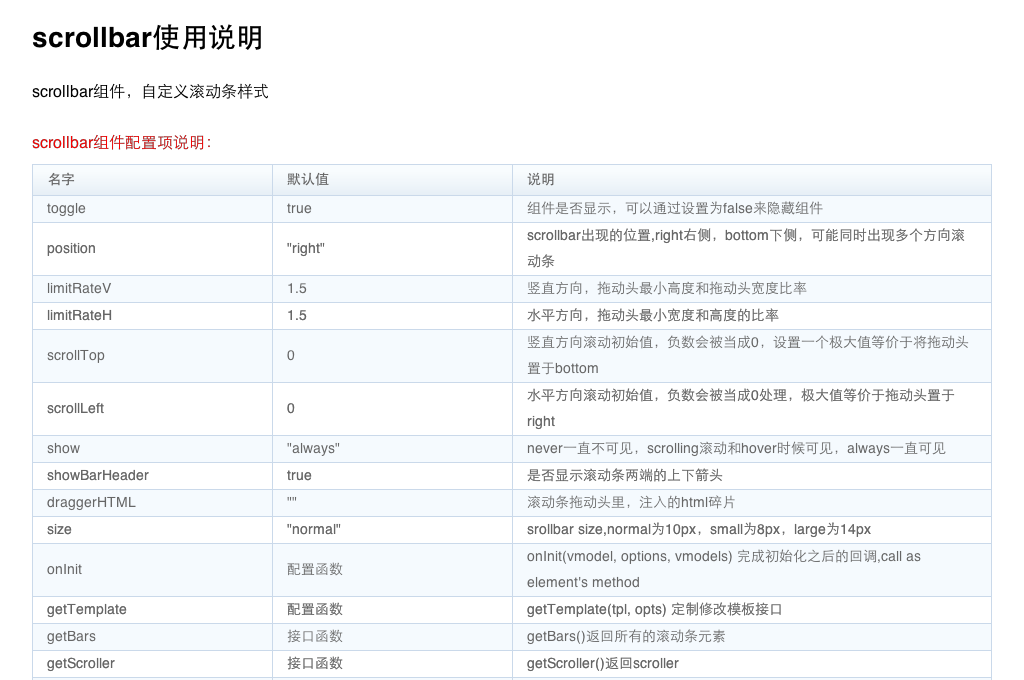 scrollbar使用说明
scrollbar组件，自定义滚动条样式
scrollbar组件配置项说明：
名字 默认值 说明
toggle true 组件是否显示，可以通过设置为false来隐藏组件
position "right" scrollbar出现的位置,right右侧，bottom下侧，可能同时出现多个方向滚
动条
limitRateV 1.5 竖直方向，拖动头最小高度和拖动头宽度比率
limitRateH 1.5 水平方向，拖动头最小宽度和高度的比率
scrollTop 0 竖直方向滚动初始值，负数会被当成0，设置一个极大值等价于将拖动头
置于bottom
scrollLeft 0 水平方向滚动初始值，负数会被当成0处理，极大值等价于拖动头置于
right
show "always" never一直不可见，scrolling滚动和hover时候可见，always一直可见
showBarHeader true 是否显示滚动条两端的上下箭头
draggerHTML "" 滚动条拖动头里，注入的html碎片
size "normal" srollbar size,normal为10px，small为8px，large为14px
onInit 配置函数 onInit(vmodel, options, vmodels) 完成初始化之后的回调,call as
element's method
getTemplate 配置函数 getTemplate(tpl, opts) 定制修改模板接口
getBars 接口函数 getBars()返回所有的滚动条元素
getScroller 接口函数 getScroller()返回scroller